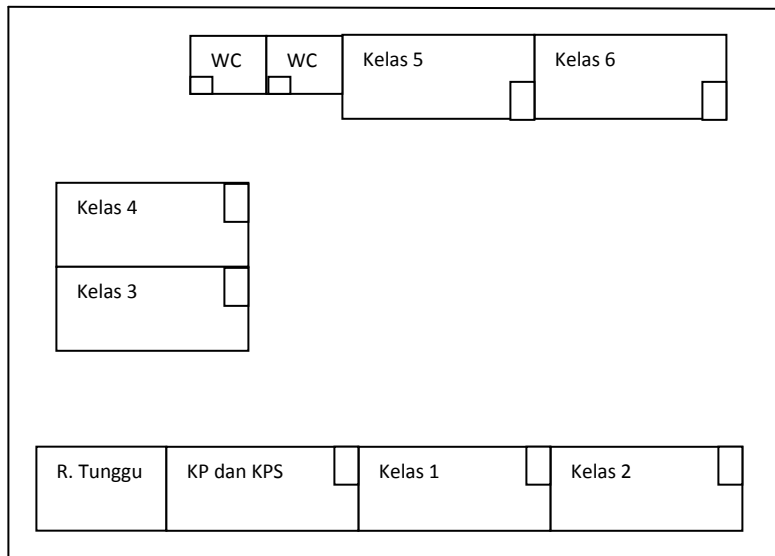 WC
WC
Kelas 5
Kelas 6
Kelas 4
Kelas 3
R. Tunggu
KP dan KPS
Kelas 1
Kelas 2